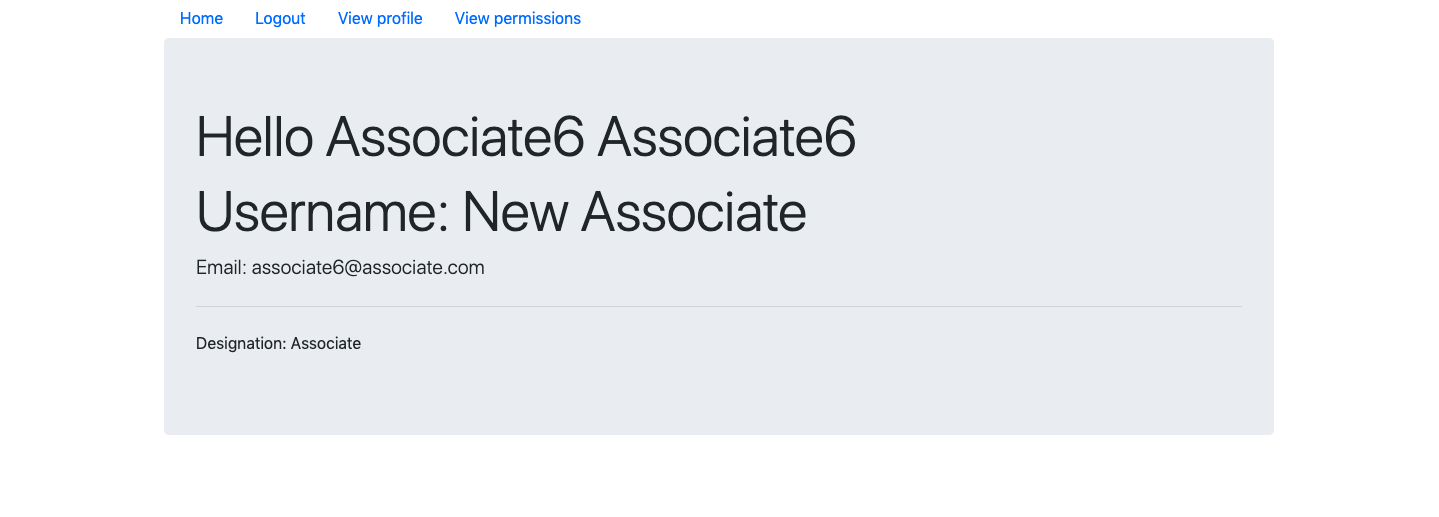 Home Logout View profile View permissions
Hello Associate6 Associate6
Username: New Associate
Email: associate6@associate.com
Designation: Associate